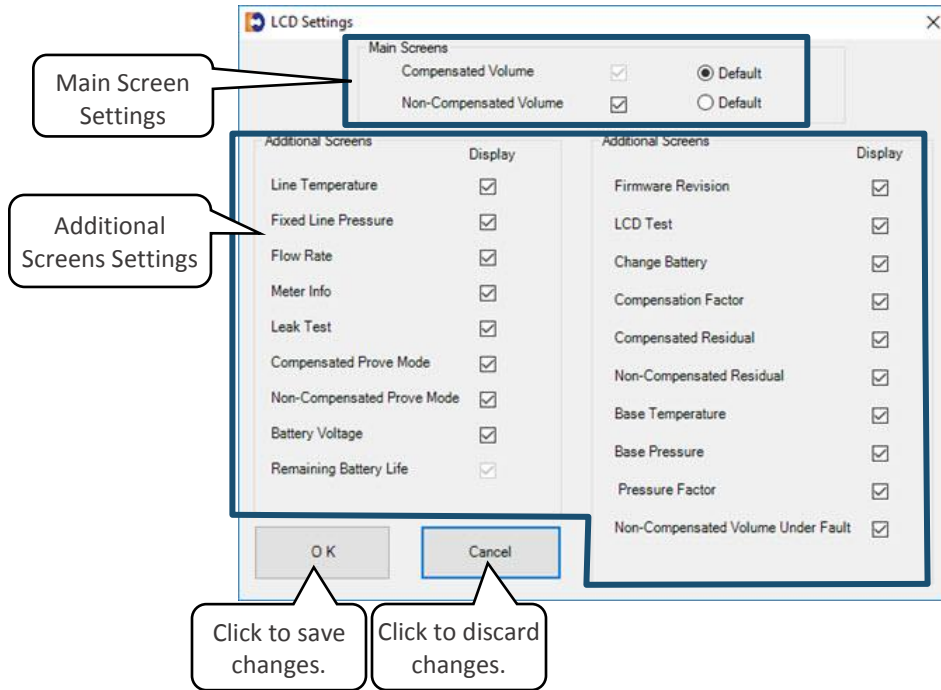 LCD Settings
Main Screens
Compensated Volume Default
Non-Compensated Volume Default
Main Screen
Settings
Additional Screens
Display
Line Temperature
Fixed Line Pressure
Flow Rate
Meter Info
Leak Test
Compensated Prove Mode
Non-Compensated Prove Mode
Battery Voltage
Remaining Battery Life
Additional
Screens Settings
Additional Screens
Display
Firmware Revision
LCD Test
Change Battery
Compensation Factor
Compensated Residual
Non-Compensated Residual
Base Temperature
Base Pressure
Pressure Factor
Non-Compensated Volume Under Fault
O K
Cancel
Click to save
changes.
Click to discard
changes.